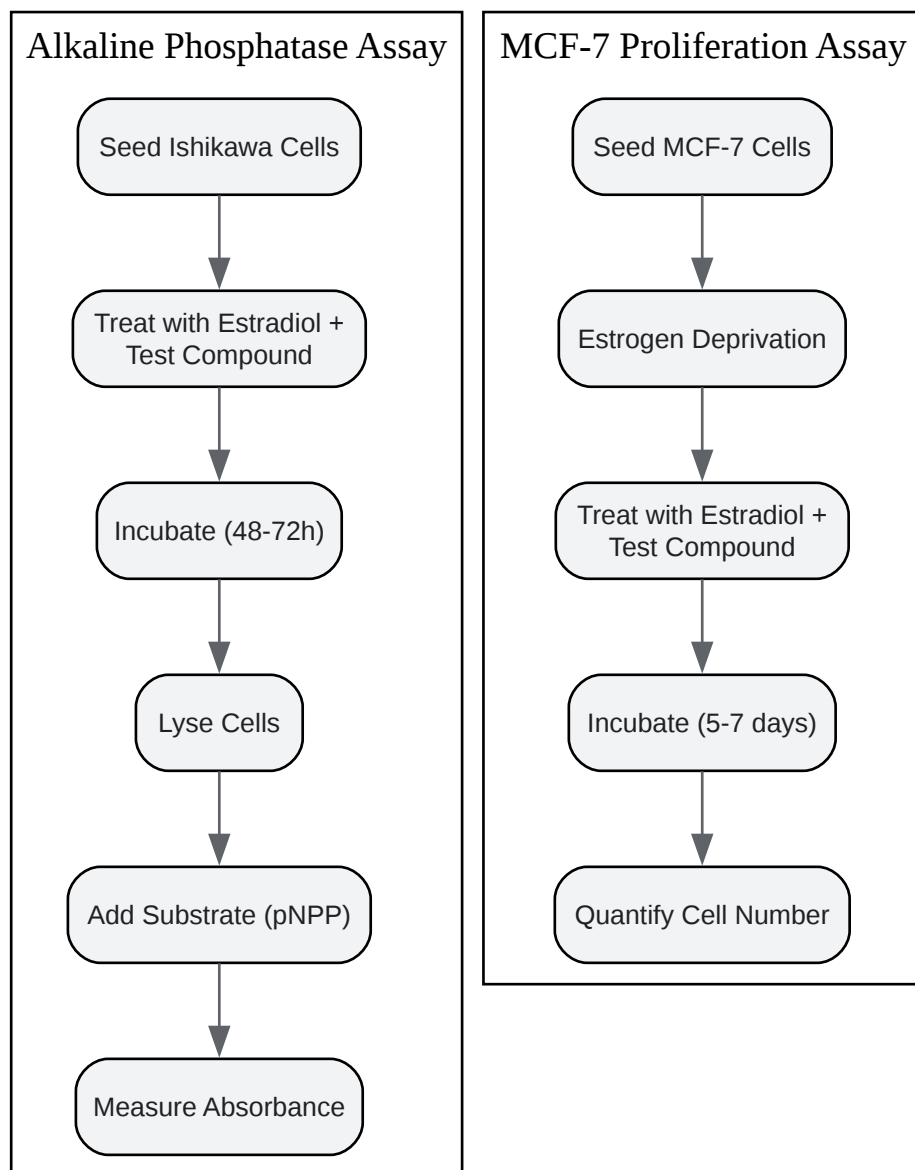 Alkaline Phosphatase Assay
Seed Ishikawa Cells
Treat with Estradiol +
Test Compound
Incubate (48-72h)
Lyse Cells
Add Substrate (pNPP)
Measure Absorbance
MCF-7 Proliferation Assay
Seed MCF-7 Cells
Estrogen Deprivation
Treat with Estradiol +
Test Compound
Incubate (5-7 days)
Quantify Cell Number